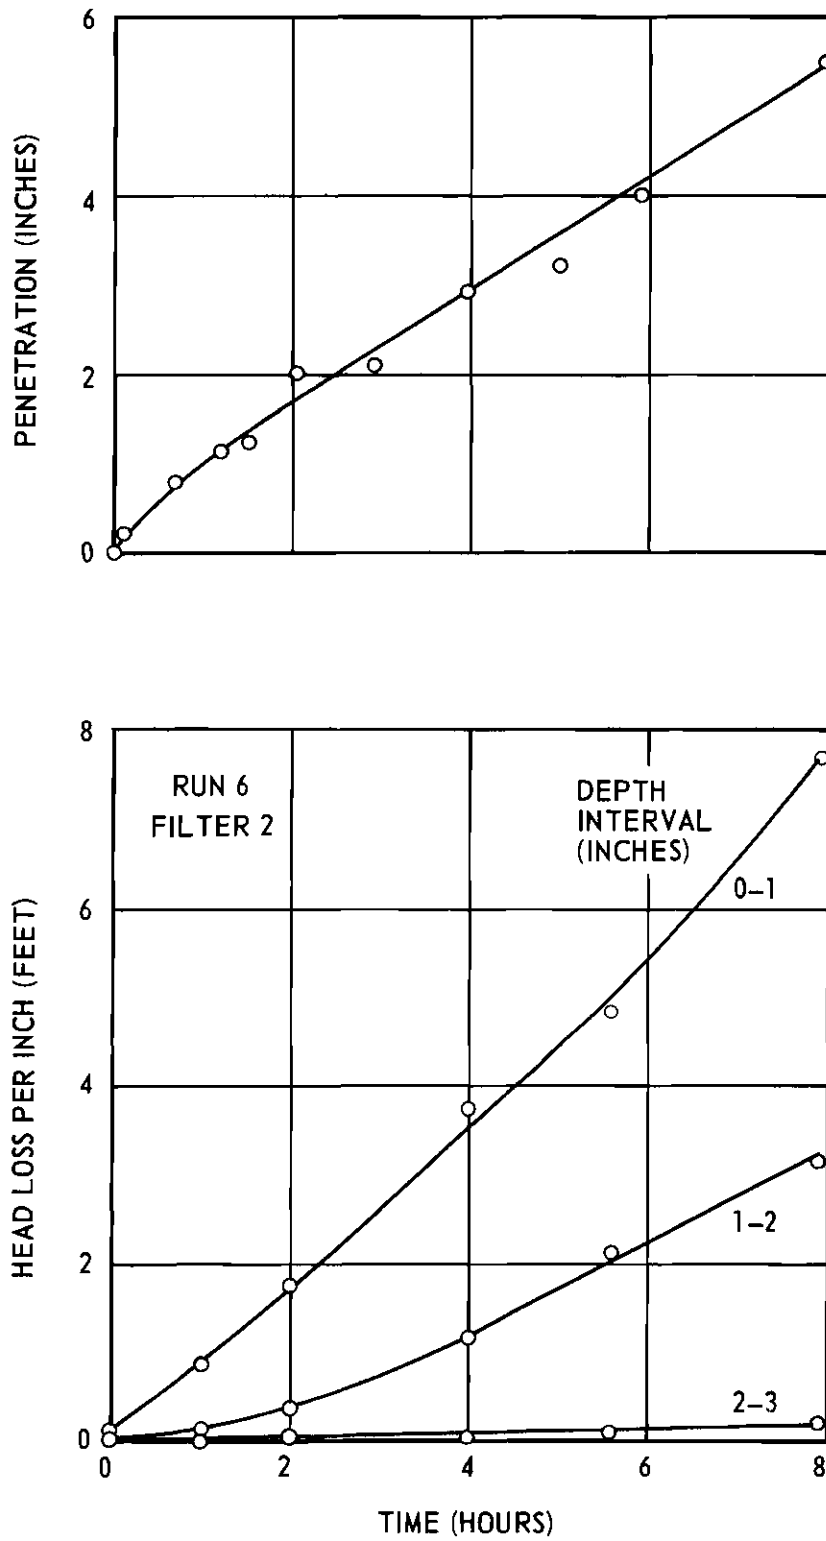 6
4
2
0
PENETRATION (INCHES)
8
6
4
2
0
HEAD LOSS PER INCH (FEET)
RUN 6
FILTER 2
DEPTH
INTERVAL
(INCHES)
0–1
1–2
2–3
0 2 4 6 8
TIME (HOURS)